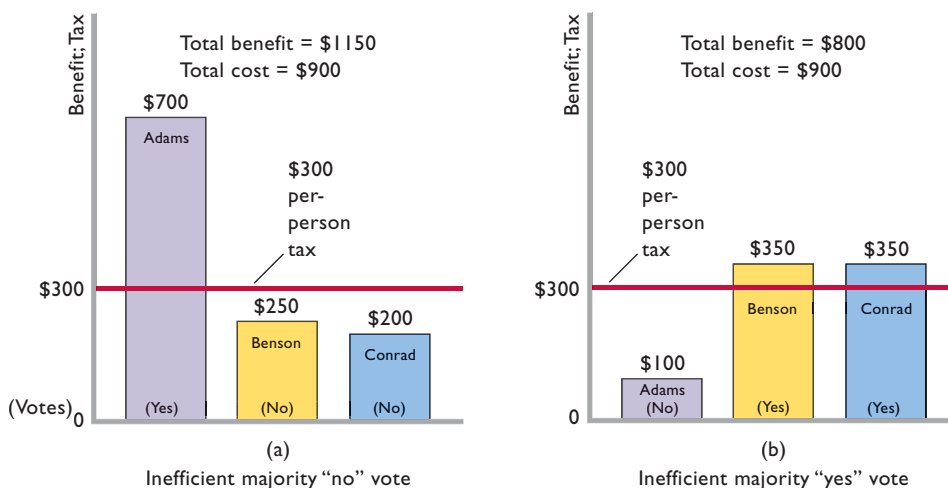 Benefit; Tax
Total benefit = $1150
Total cost = $900
$700
Adams
$300
per-
person
tax
$300
$250
Benson
$200
Conrad
(Votes)
0
(Yes)
(No)
(No)
(a)
Inefficient majority “no” vote
Benefit; Tax
Total benefit = $800
Total cost = $900
$300
per-
person
tax
$350
$350
$300
Benson
Conrad
$100
Adams
(No)
(Yes)
(Yes)
0
(b)
Inefficient majority “yes” vote